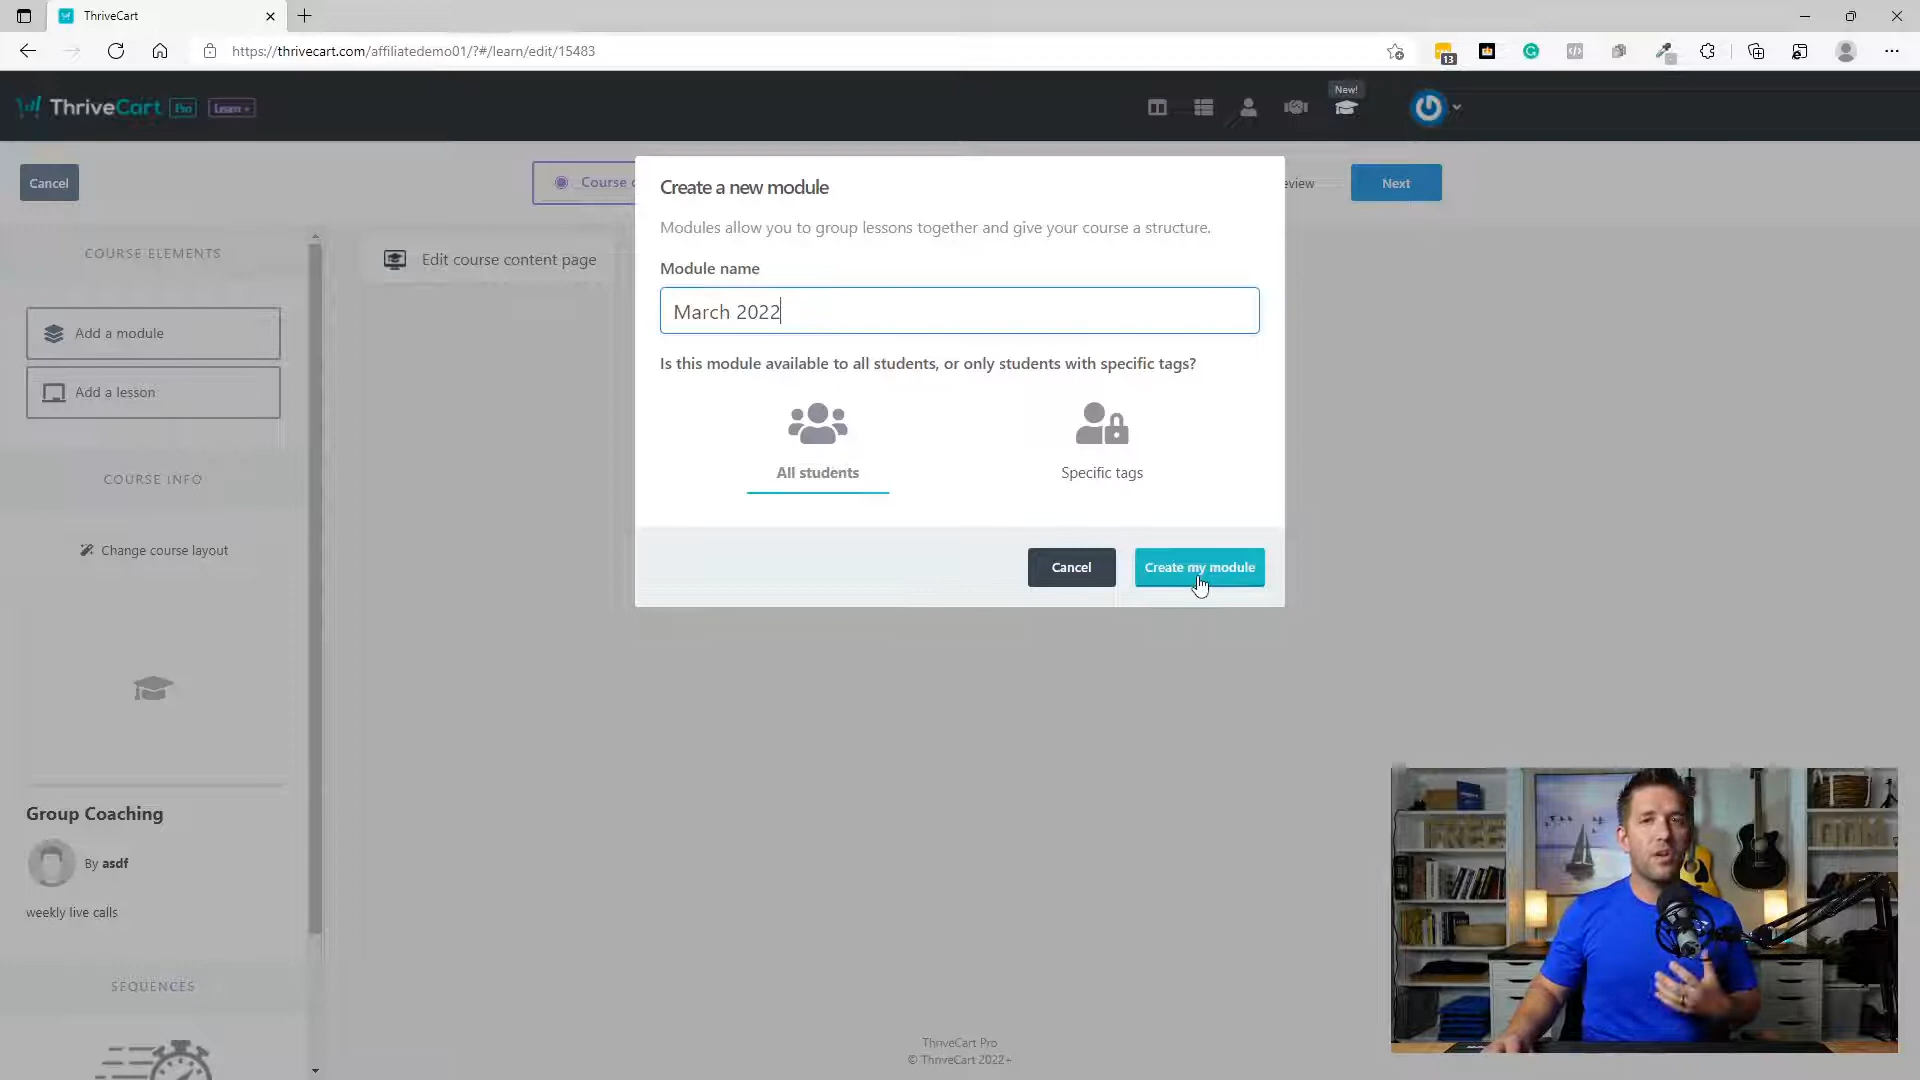 ThriveCart
https://thrivecart.com/affiliatedemo01/?#/learn/edit/15483
13
ThriveCart Pro Learn+
New!
Cancel
Course
eview
Next
Create a new module
Modules allow you to group lessons together and give your course a structure.
Module name
March 2022
Is this module available to all students, or only students with specific tags?
All students
Specific tags
Cancel
Create my module
COURSE ELEMENTS
Add a module
Add a lesson
Edit course content page
COURSE INFO
Change course layout
Group Coaching
By asdf
weekly live calls
SEQUENCES
FREE
ThriveCart Pro
© ThriveCart 2022+